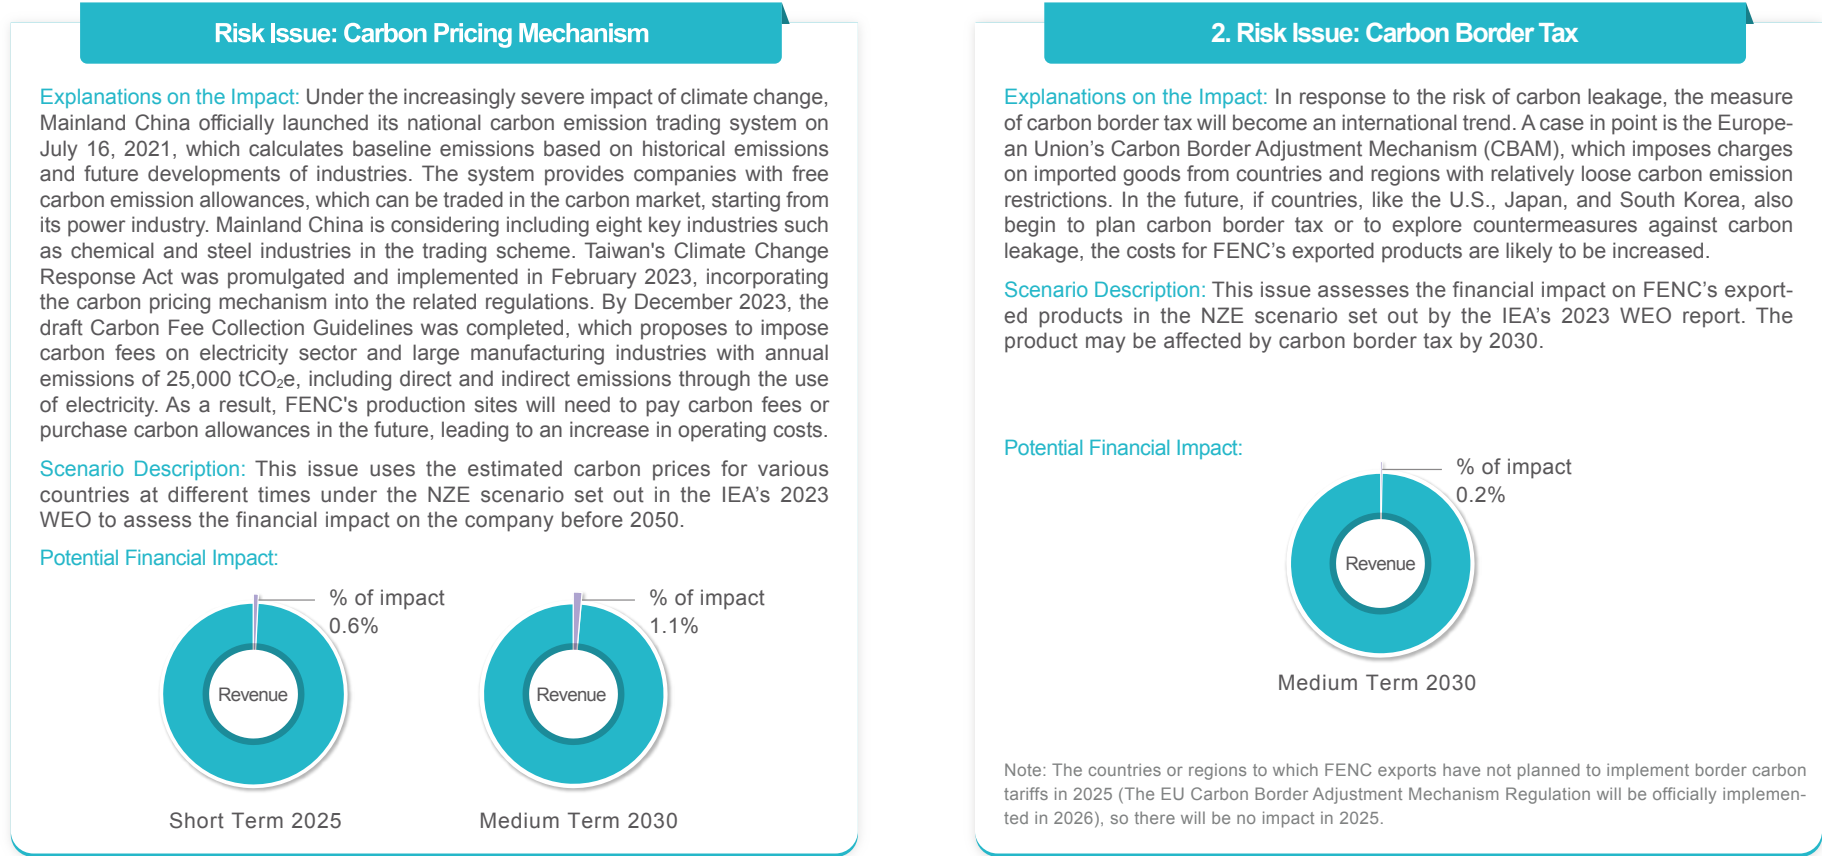 Risk Issue: Carbon Pricing Mechanism
Explanations on the Impact: Under the increasingly severe impact of climate change,
Mainland China officially launched its national carbon emission trading system on
July 16, 2021, which calculates baseline emissions based on historical emissions
and future developments of industries. The system provides companies with free
carbon emission allowances, which can be traded in the carbon market, starting from
its power industry. Mainland China is considering including eight key industries such
as chemical and steel industries in the trading scheme. Taiwan's Climate Change
Response Act was promulgated and implemented in February 2023, incorporating
the carbon pricing mechanism into the related regulations. By December 2023, the
draft Carbon Fee Collection Guidelines was completed, which proposes to impose
carbon fees on electricity sector and large manufacturing industries with annual
emissions of 25,000 tCO₂e, including direct and indirect emissions through the use
of electricity. As a result, FENC's production sites will need to pay carbon fees or
purchase carbon allowances in the future, leading to an increase in operating costs.
Scenario Description: This issue uses the estimated carbon prices for various
countries at different times under the NZE scenario set out in the IEA's 2023
WEO to assess the financial impact on the company before 2050.
Potential Financial Impact:
% of impact
0.6%
Revenue
Short Term 2025
% of impact
1.1%
Revenue
Medium Term 2030
2. Risk Issue: Carbon Border Tax
Explanations on the Impact: In response to the risk of carbon leakage, the measure
of carbon border tax will become an international trend. A case in point is the Europe-
an Union's Carbon Border Adjustment Mechanism (CBAM), which imposes charges
on imported goods from countries and regions with relatively loose carbon emission
restrictions. In the future, if countries, like the U.S., Japan, and South Korea, also
begin to plan carbon border tax or to explore countermeasures against carbon
leakage, the costs for FENC's exported products are likely to be increased.
Scenario Description: This issue assesses the financial impact on FENC's export-
ed products in the NZE scenario set out by the IEA's 2023 WEO report. The
product may be affected by carbon border tax by 2030.
Potential Financial Impact:
% of impact
0.2%
Revenue
Medium Term 2030
Note: The countries or regions to which FENC exports have not planned to implement border carbon
tariffs in 2025 (The EU Carbon Border Adjustment Mechanism Regulation will be officially implemen-
ted in 2026), so there will be no impact in 2025.